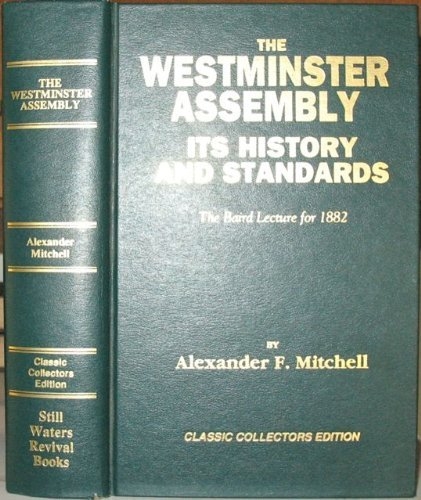 THE
WESTMINSTER
ASSEMBLY
Alexander
Mitchell
Classic
Collectors
Edition
Still
Waters
Revival
Books
THE
WESTMINSTER
ASSEMBLY
ITS HISTORY
AND STANDARDS
The Baird Lecture for 1882
BY
Alexander F. Mitchell
CLASSIC COLLECTORS EDITION